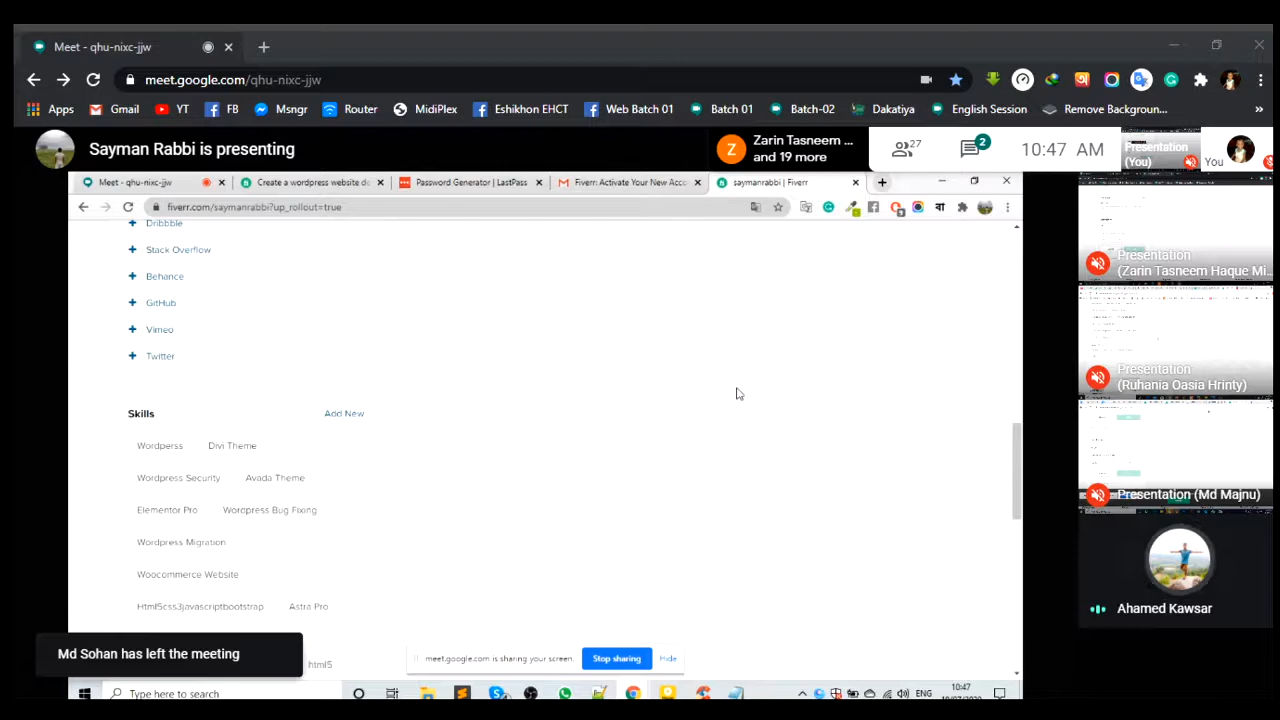 Meet - qhu-nixc-jjw
meet.google.com/qhu-nixc-jjw
Apps Gmail YT FB Msngr Router MidiPlex Eshikhon EHCT Web Batch 01 Batch 01 Batch-02 Dakatya English Session Remove Backgroun... »
Sayman Rabbi is presenting
Z Zarin Tasneem ... and 19 more
27
2
10:47 AM
Presentation (You)
You
Meet - qhu-nixc-jjw
Create a wordpress website de
Password Generator | LastPass
Fiverr: Activate Your New Acco
saymanrabbi | Fiverr
fiverr.com/saymanrabbi?up_rollout=true
Dribbble
Stack Overflow
Behance
GitHub
Vimeo
Twitter
Skills Add New
Wordperss Divi Theme
Wordpress Security Avada Theme
Elementor Pro Wordpress Bug Fixing
Wordpress Migration
Woocommerce Website
Html5css3javascriptbootstrap Astra Pro
html5
Presentation
(Zarin Tasneem Haque Mi...
Presentation
(Ruhania Oasia Hrinty)
Presentation (Md Majnu)
Ahamed Kawsar
Md Sohan has left the meeting
meet.google.com is sharing your screen. Stop sharing Hide
Type here to search
ENG
10:47